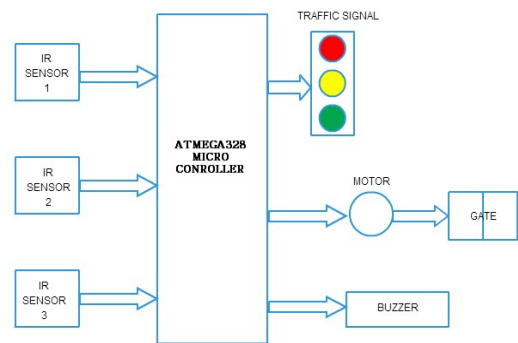 TRAFFIC SIGNAL
IR
SENSOR
1
ATMEGA328
MICRO
CONROLLER
IR
SENSOR
2
MOTOR
GATE
IR
SENSOR
3
BUZZER